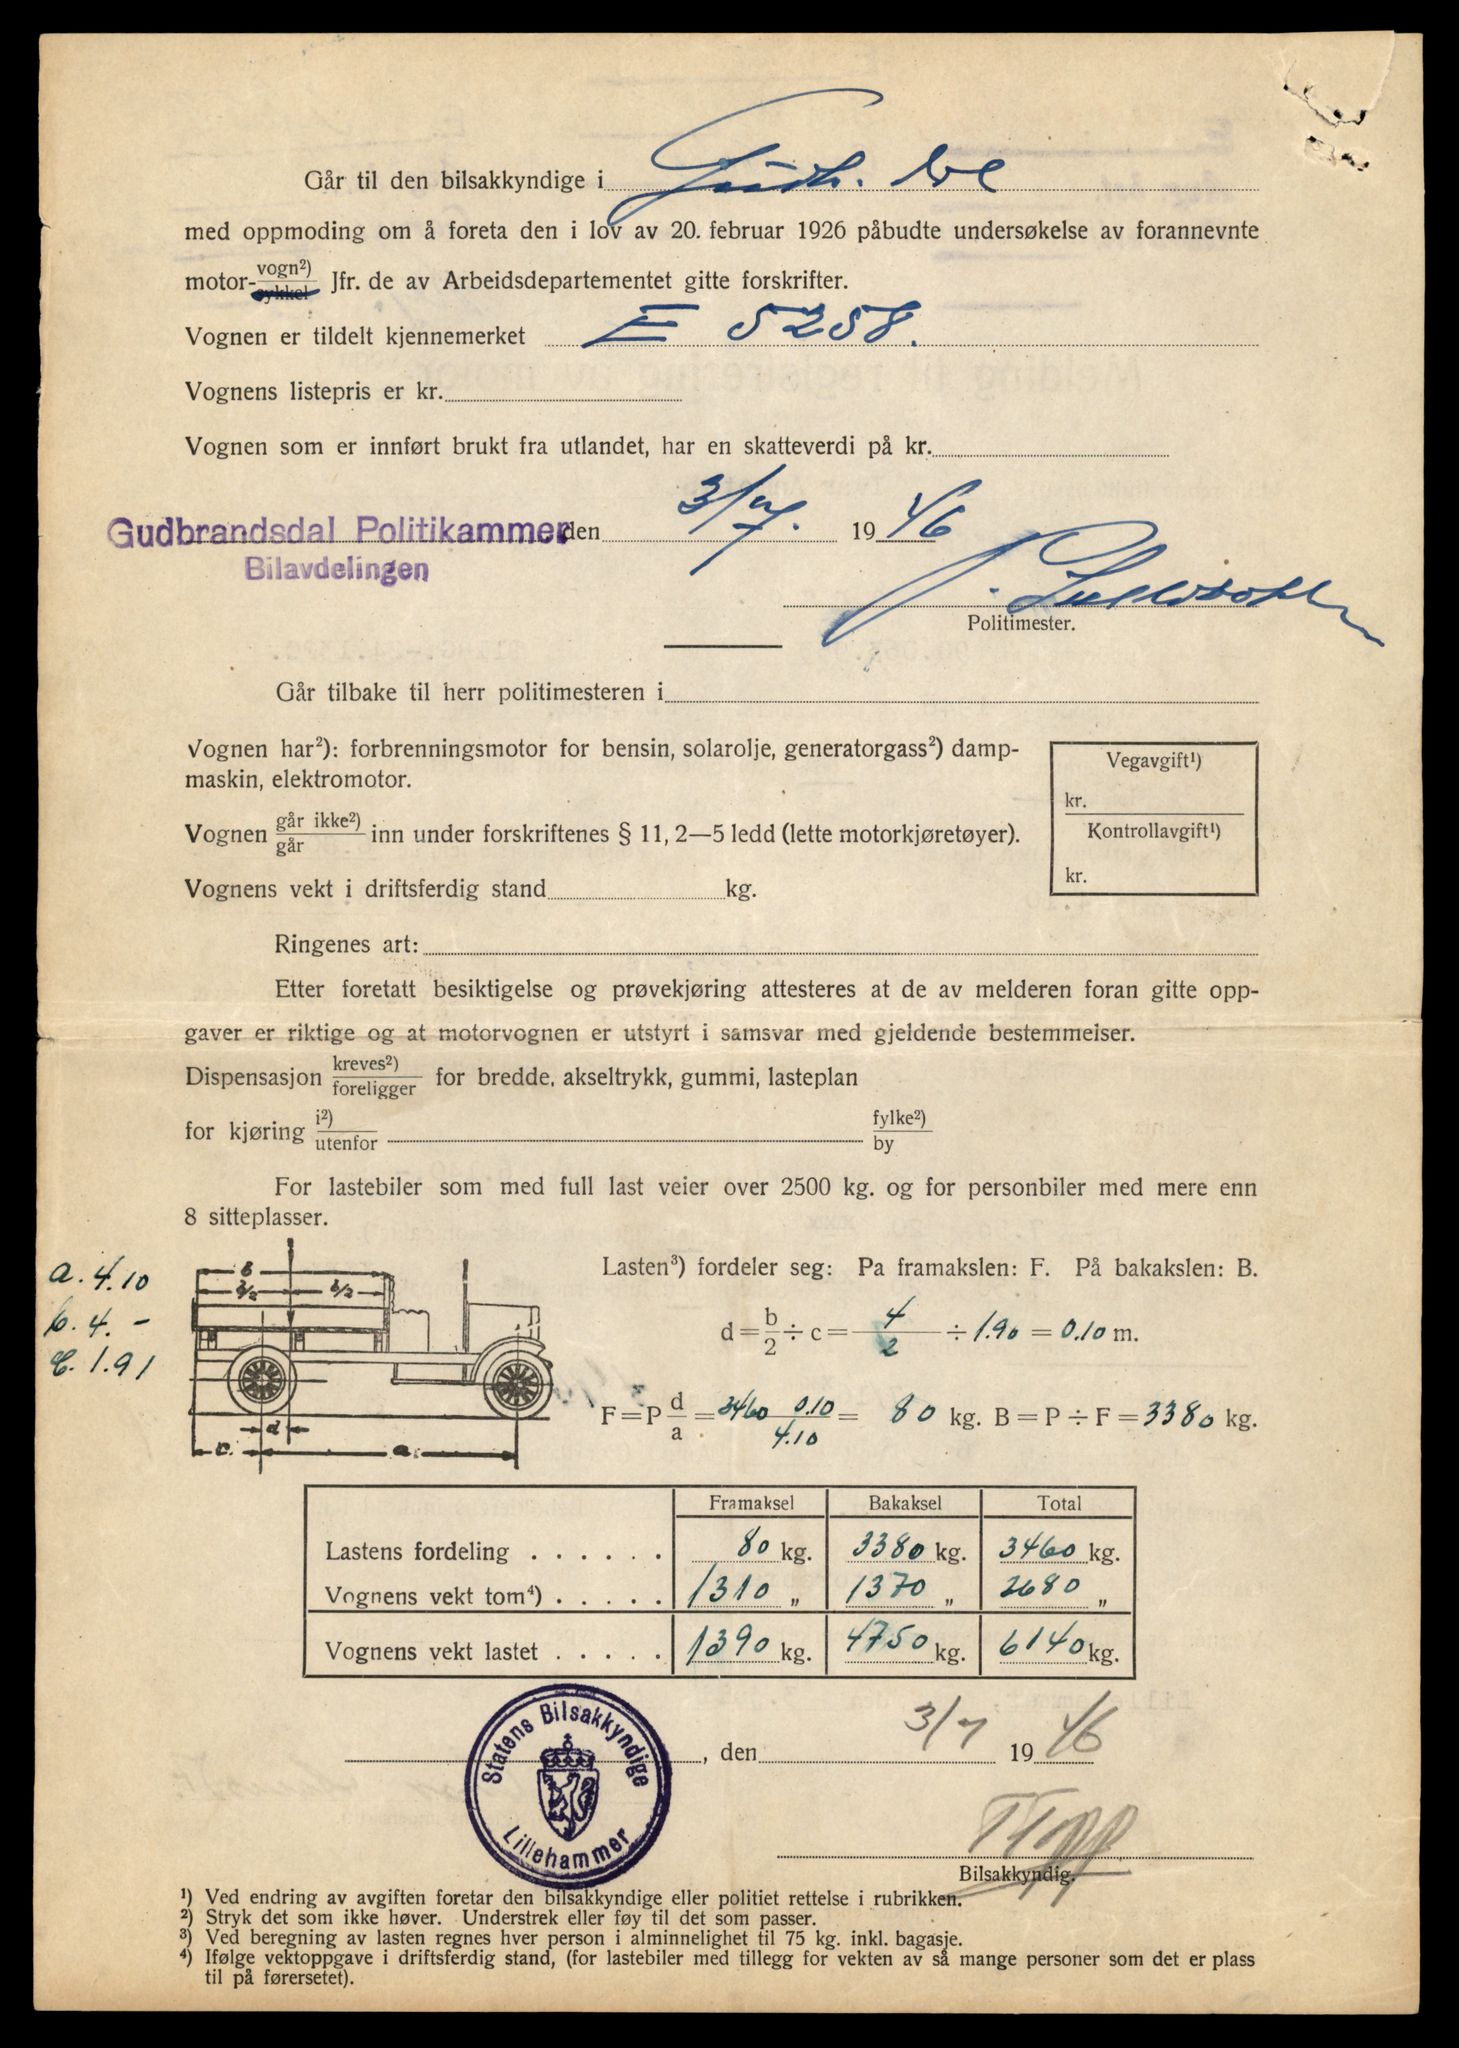 Går til den bilsakkyndige i Gudb.
med oppmoding om å foreta den i lov av 20. februar 1926 påbudte undersøkelse av forannevnte
motor- vogn²) sykkel Jfr. de av Arbeidsdepartementet gitte forskrifter.
Vognen er tildelt kjennemerket E 5258.
Vognens listepris er kr.
Vognen som er innført brukt fra utlandet, har en skatteverdi på kr.
Gudbrandsdal Politikammer den 3/7. 1946
Bilavdelingen
Politimester.
Går tilbake til herr politimesteren i
Vognen har²): forbrenningsmotor for bensin, solarolje, generatorgass²) damp-
maskin, elektromotor.
Vegavgift¹)
kr.
Vognen går ikke²) går inn under forskriftenes § 11, 2—5 ledd (lette motorkjøretøyer).
Kontrollavgift¹)
kr.
Vognens vekt i driftsferdig stand kg.
Ringenes art:
Etter foretatt besiktigelse og prøvekjøring attesteres at de av melderen foran gitte opp-
gaver er riktige og at motorvognen er utstyrt i samsvar med gjeldende bestemmelser.
Dispensasjon kreves²) foreligger for bredde, akseltrykk, gummi, lasteplan
for kjøring i²) utenfor fylke²) by
For lastebiler som med full last veier over 2500 kg. og for personbiler med mere enn
8 sitteplasser.
a. 4.10
b. 4. -
c. 1.91
b
b/2 b/2
d
c. a.
Lasten³) fordeler seg: Pa framakslen: F. På bakakslen: B.
d = b/2 ÷ c = 4/2 ÷ 1.90 = 0.10 m.
F = P d/a = 3460 0.10/4.10 = 80 kg. B = P ÷ F = 3380 kg.
Framaksel Bakaksel Total
Lastens fordeling . . . . . . 80 kg. 3380 kg. 3460 kg.
Vognens vekt tom⁴) . . . . . 1310 „ 1370 „ 2680 „
Vognens vekt lastet . . . . . 1390 kg. 4750 kg. 6140 kg.
Statens Bilsakkyndige
Lillehammer
, den 3/7 1946
Bilsakkyndig.
¹) Ved endring av avgiften foretar den bilsakkyndige eller politiet rettelse i rubrikken.
²) Stryk det som ikke høver. Understrek eller føy til det som passer.
³) Ved beregning av lasten regnes hver person i alminnelighet til 75 kg. inkl. bagasje.
⁴) Ifølge vektoppgave i driftsferdig stand, (for lastebiler med tillegg for vekten av så mange personer som det er plass
til på førersetet).